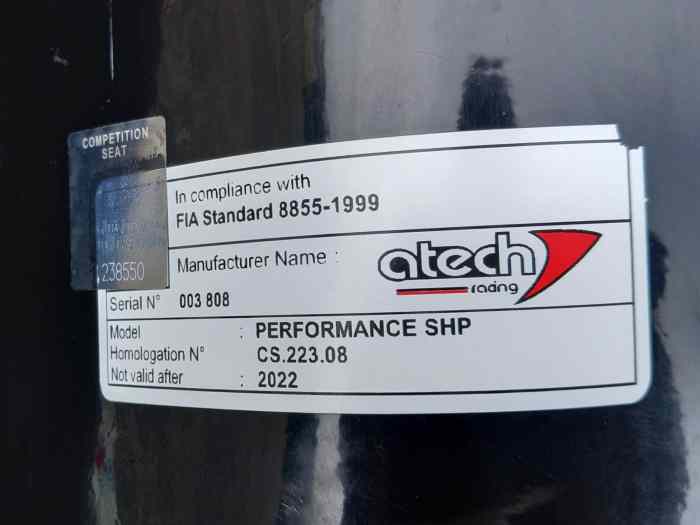 COMPETITION
SEAT
238550
In compliance with
FIA Standard 8855-1999
Manufacturer Name :
atech
racing
Serial N° 003 808
Model : PERFORMANCE SHP
Homologation N° CS.223.08
Not valid after : 2022